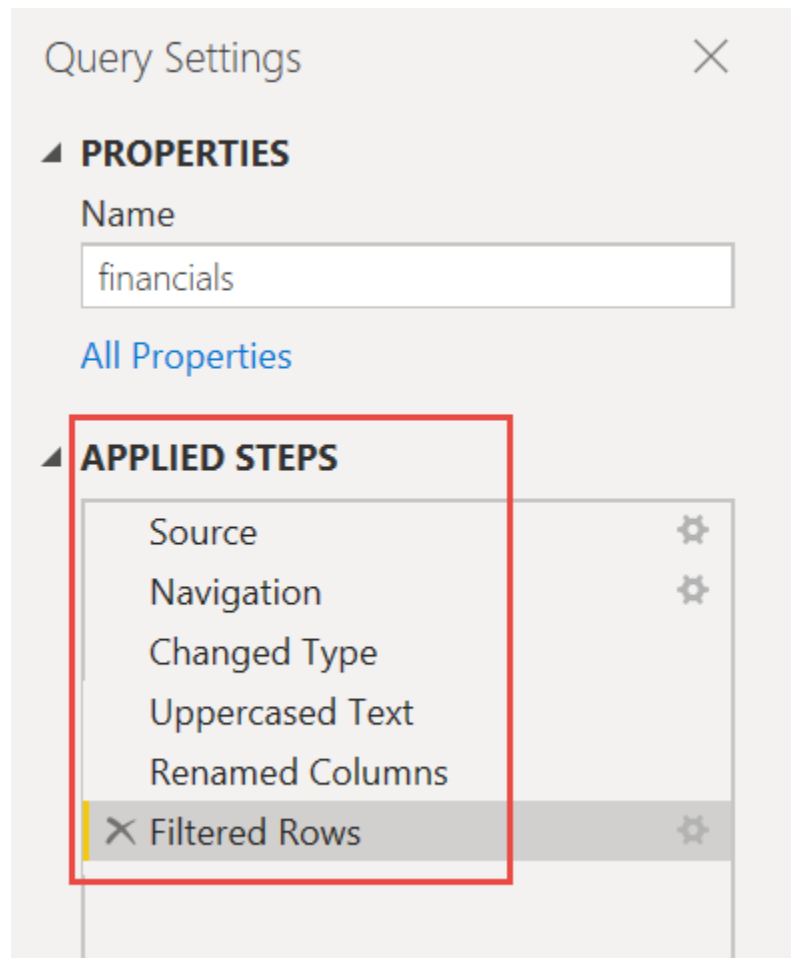 Query Settings
PROPERTIES
Name
financials
All Properties
APPLIED STEPS
Source
Navigation
Changed Type
Uppercased Text
Renamed Columns
Filtered Rows